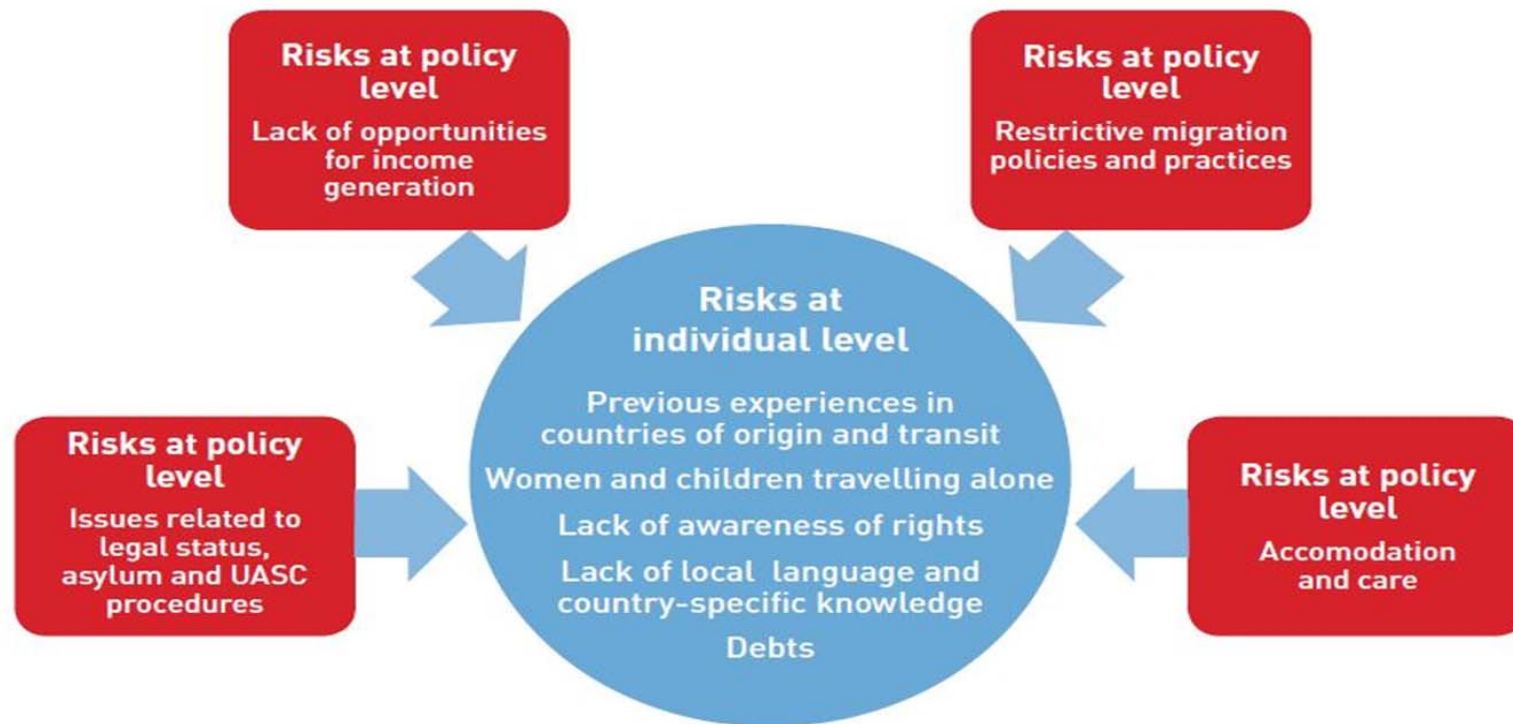 Risks at policy
level
Lack of opportunities
for income
generation
Risks at policy
level
Restrictive migration
policies and practices
Risks at
individual level
Previous experiences in
countries of origin and transit
Women and children travelling alone
Lack of awareness of rights
Lack of local language and
country-specific knowledge
Debts
Risks at policy
level
Issues related to
legal status,
asylum and UASC
procedures
Risks at policy
level
Accomodation
and care